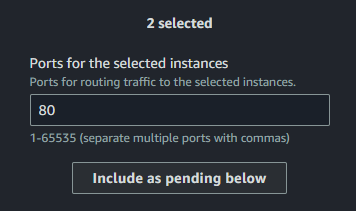 2 selected
Ports for the selected instances
Ports for routing traffic to the selected instances.
80
1-65535 (separate multiple ports with commas)
Include as pending below